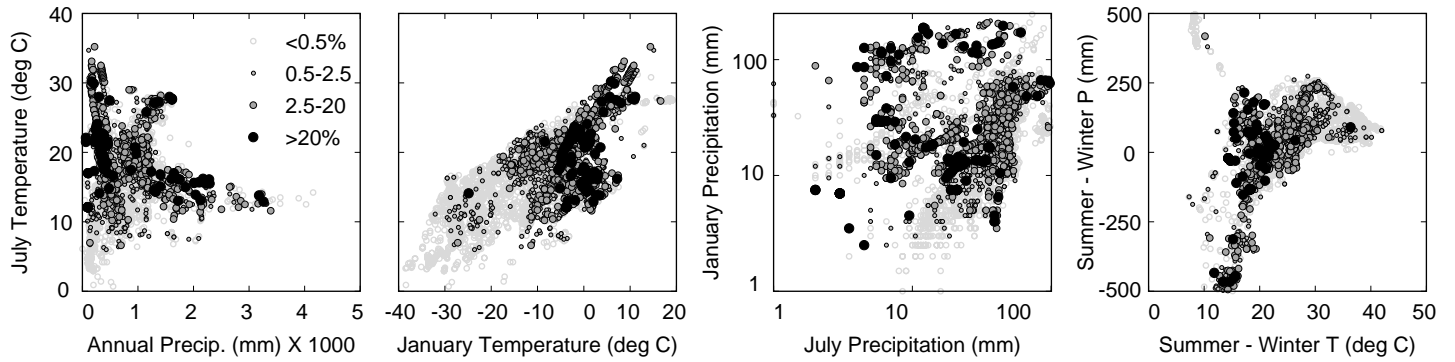 40
30
20
10
0
July Temperature (deg C)
0 1 2 3 4 5
Annual Precip. (mm) X 1000
<0.5%
0.5-2.5
2.5-20
>20%
-40 -30 -20 -10 0 10 20
January Temperature (deg C)
100
10
1
January Precipitation (mm)
1 10 100
July Precipitation (mm)
500
250
0
-250
-500
Summer - Winter P (mm)
0 10 20 30 40 50
Summer - Winter T (deg C)